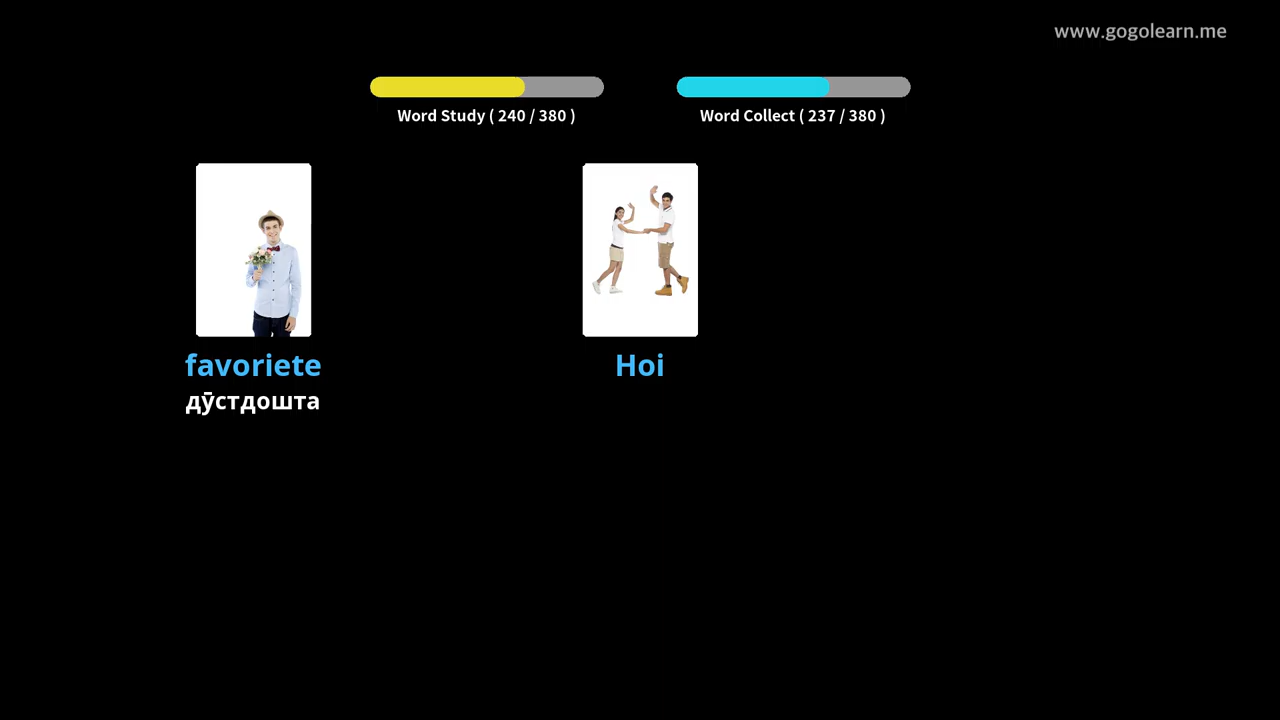 www.gogolearn.me
Word Study ( 240 / 380 )
Word Collect ( 237 / 380 )
favoriete
дӯстдошта
Hoi